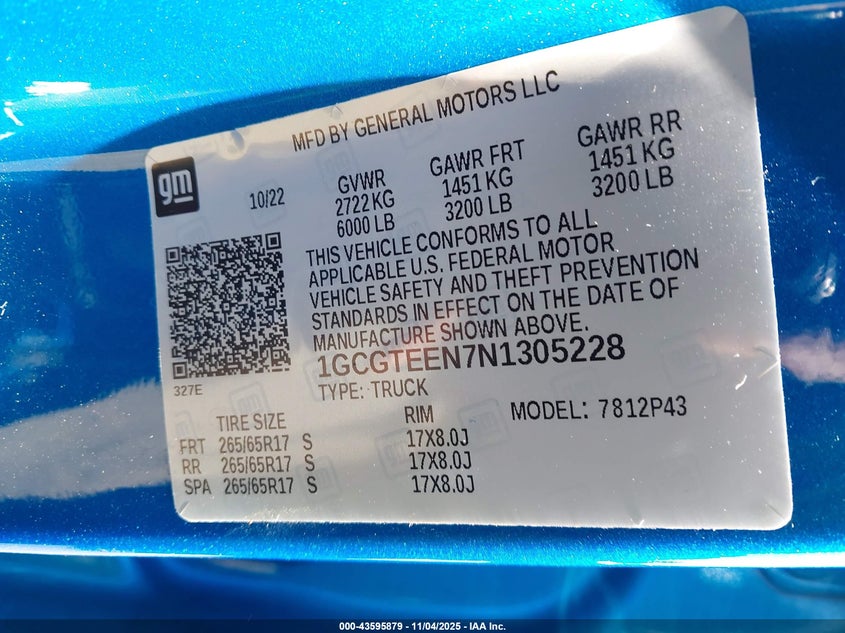 MFD BY GENERAL MOTORS LLC
gm
10/22
GVWR
2722 KG
6000 LB
GAWR FRT
1451 KG
3200 LB
GAWR RR
1451 KG
3200 LB
THIS VEHICLE CONFORMS TO ALL
APPLICABLE U.S. FEDERAL MOTOR
VEHICLE SAFETY AND THEFT PREVENTION
STANDARDS IN EFFECT ON THE DATE OF
MANUFACTURE SHOWN ABOVE.
327E
1GCGTEEN7N1305228
TYPE: TRUCK
MODEL: 7812P43
TIRE SIZE RIM
FRT 265/65R17 S 17X8.0J
RR 265/65R17 S 17X8.0J
SPA 265/65R17 S 17X8.0J
000-43595879 - 11/04/2025 - IAA Inc.